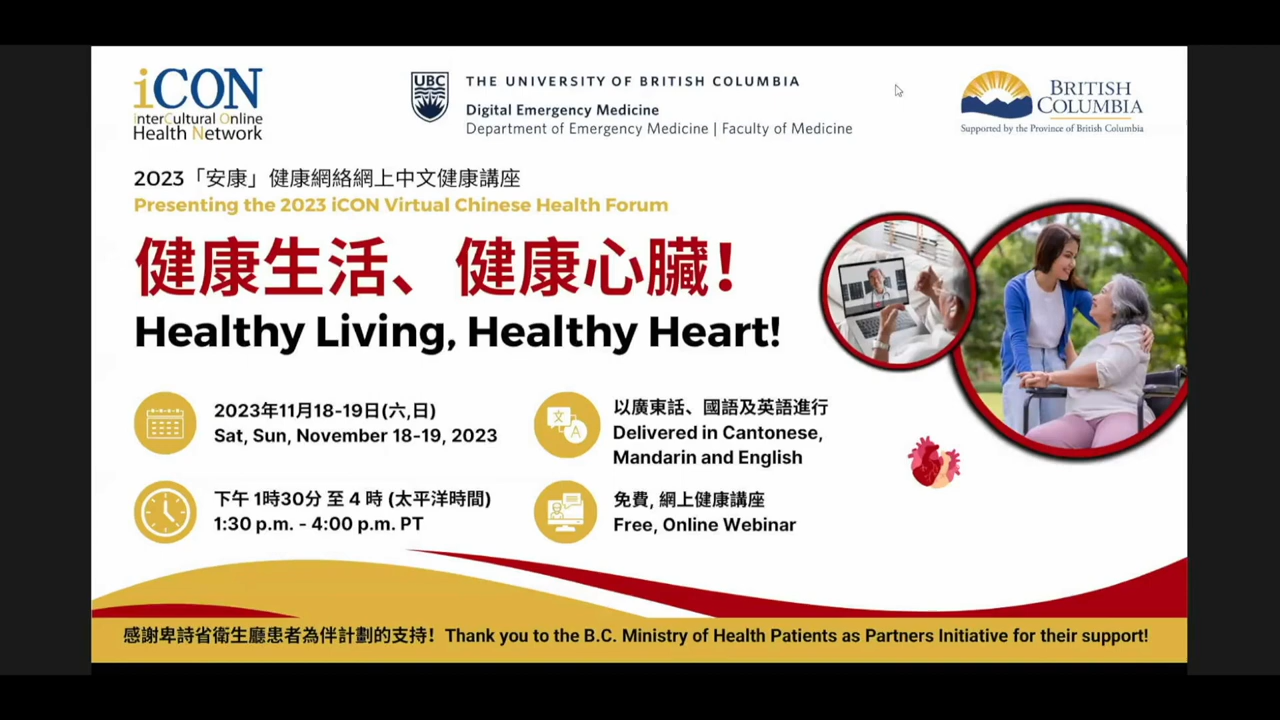 iCON
InterCultural Online
Health Network
UBC
THE UNIVERSITY OF BRITISH COLUMBIA
Digital Emergency Medicine
Department of Emergency Medicine | Faculty of Medicine
BRITISH
COLUMBIA
Supported by the Province of British Columbia
2023「安康」健康網絡網上中文健康講座
Presenting the 2023 iCON Virtual Chinese Health Forum
健康生活、健康心臟!
Healthy Living, Healthy Heart!
2023年11月18-19日(六,日)
Sat, Sun, November 18-19, 2023
以廣東話、國語及英語進行
Delivered in Cantonese,
Mandarin and English
下午 1時30分 至 4 時 (太平洋時間)
1:30 p.m. - 4:00 p.m. PT
免費, 網上健康講座
Free, Online Webinar
感謝卑詩省衛生廳患者為伴計劃的支持! Thank you to the B.C. Ministry of Health Patients as Partners Initiative for their support!